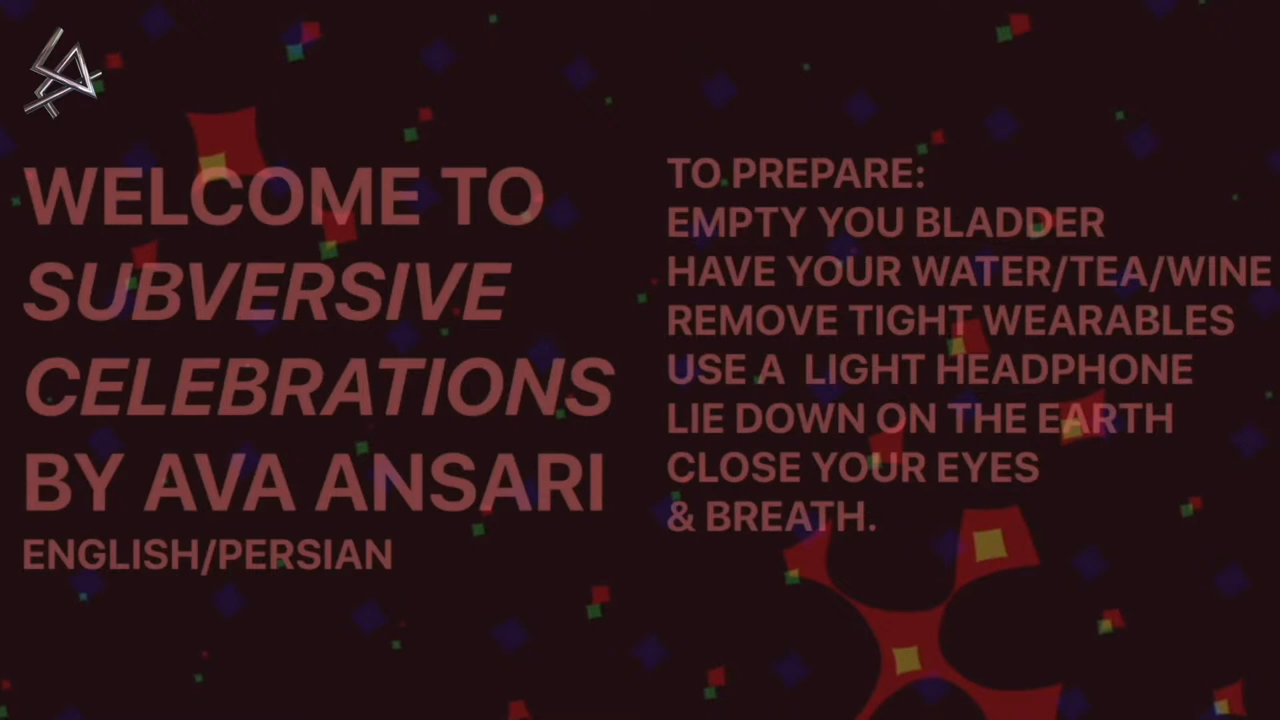 WELCOME TO
SUBVERSIVE
CELEBRATIONS
BY AVA ANSARI
ENGLISH/PERSIAN
TO PREPARE:
EMPTY YOU BLADDER
HAVE YOUR WATER/TEA/WINE
REMOVE TIGHT WEARABLES
USE A  LIGHT HEADPHONE
LIE DOWN ON THE EARTH
CLOSE YOUR EYES
& BREATH.